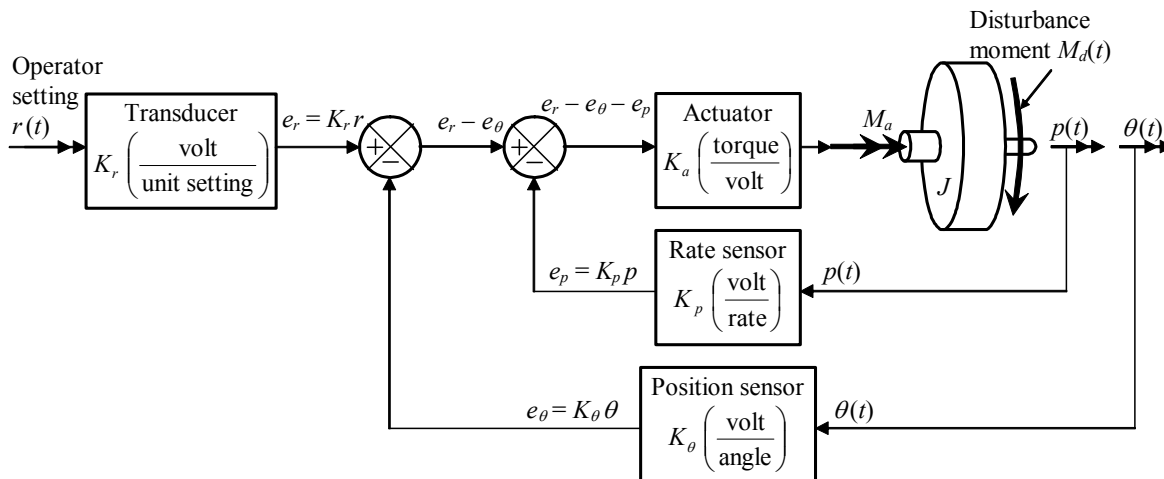 Disturbance
moment M_d(t)
Operator
setting
r(t)
Transducer
K_r (volt / unit setting)
e_r = K_r r
+
−
e_r − e_θ
+
−
e_r − e_θ − e_p
Actuator
K_a (torque / volt)
M_a
J
p(t)
θ(t)
Rate sensor
K_p (volt / rate)
e_p = K_p p
p(t)
Position sensor
K_θ (volt / angle)
e_θ = K_θ θ
θ(t)